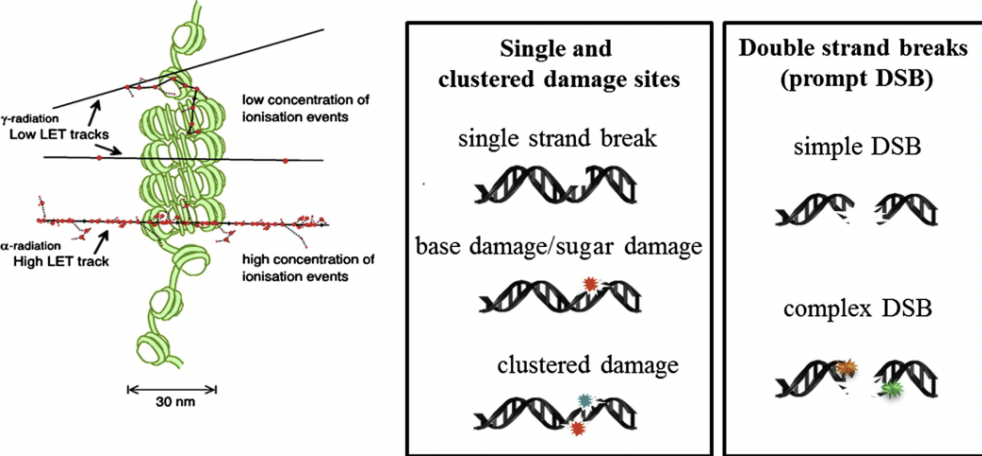 γ-radiation
Low LET tracks
low concentration of
ionisation events
α-radiation
High LET track
high concentration of
ionisation events
30 nm
Single and
clustered damage sites
single strand break
base damage/sugar damage
clustered damage
Double strand breaks
(prompt DSB)
simple DSB
complex DSB